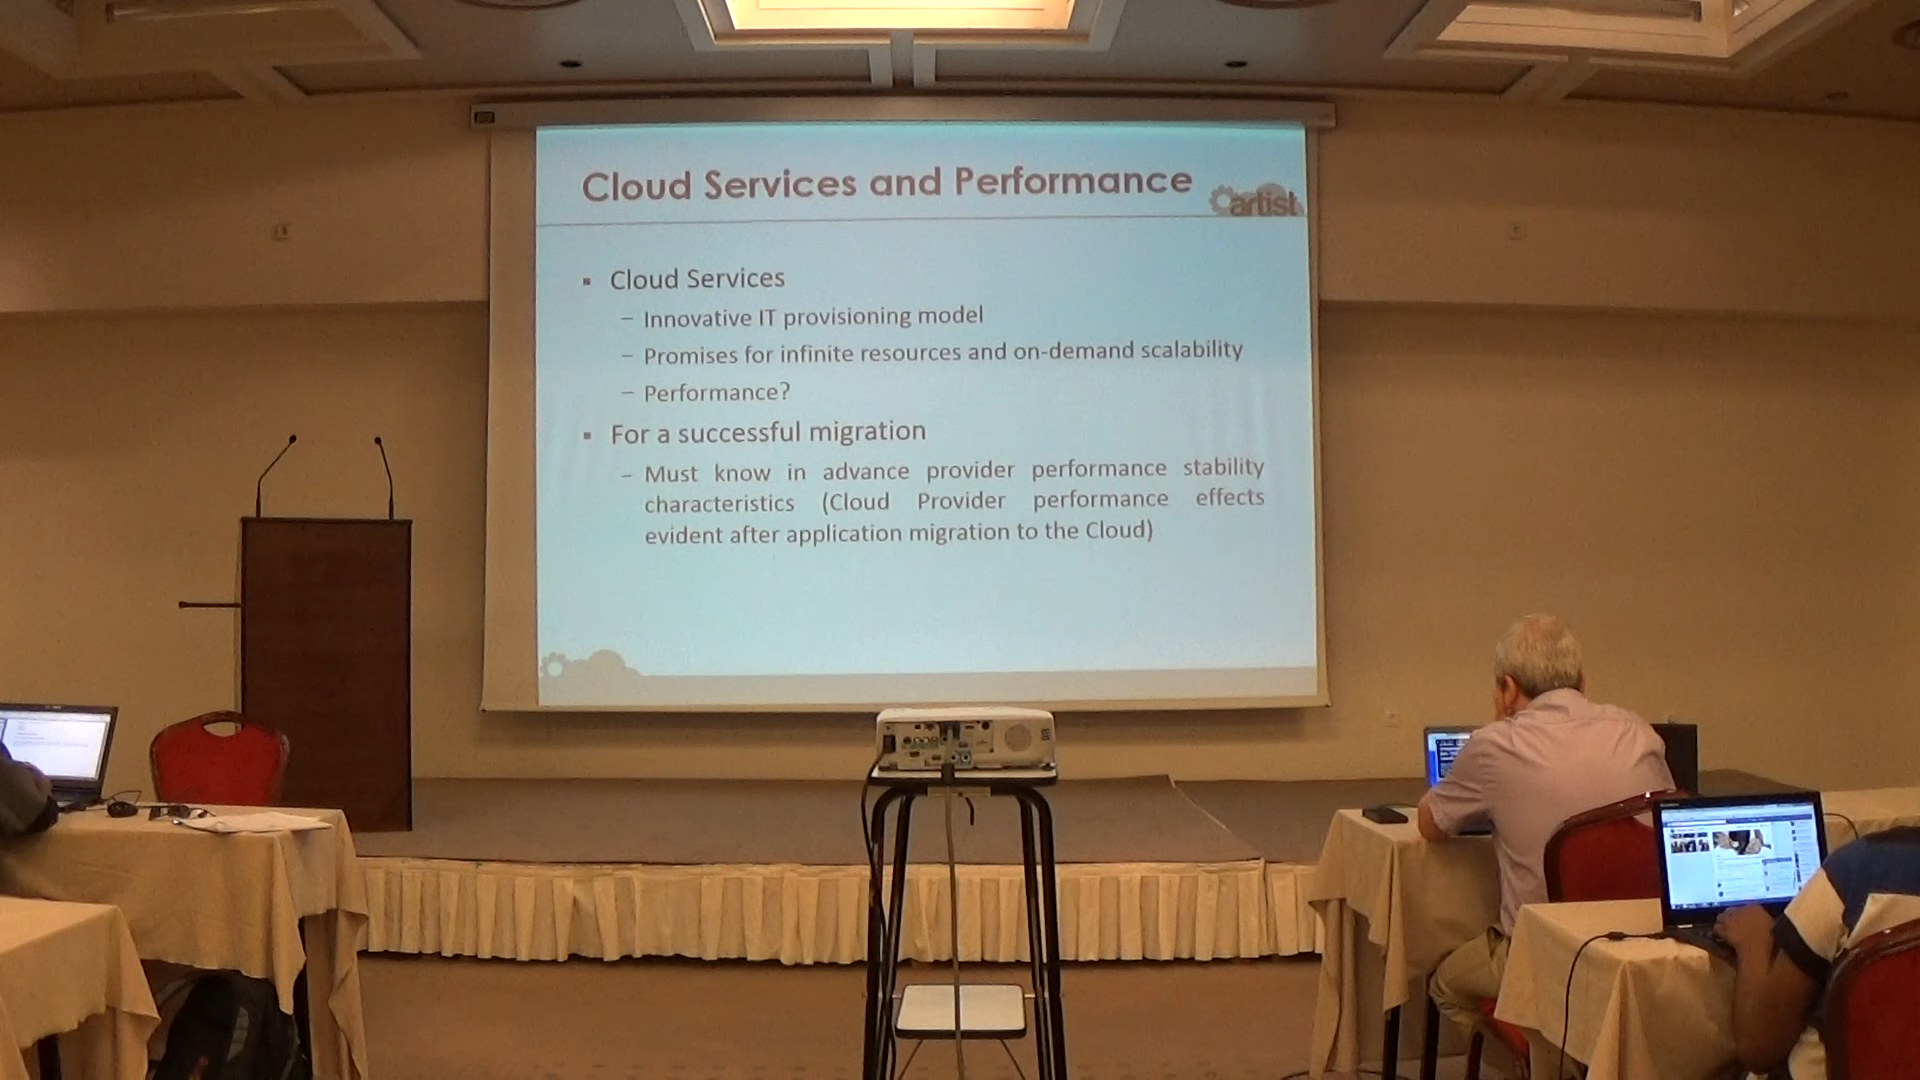 Cloud Services and Performance
artist
▪ Cloud Services
– Innovative IT provisioning model
– Promises for infinite resources and on-demand scalability
– Performance?
▪ For a successful migration
– Must know in advance provider performance stability
characteristics (Cloud Provider performance effects
evident after application migration to the Cloud)